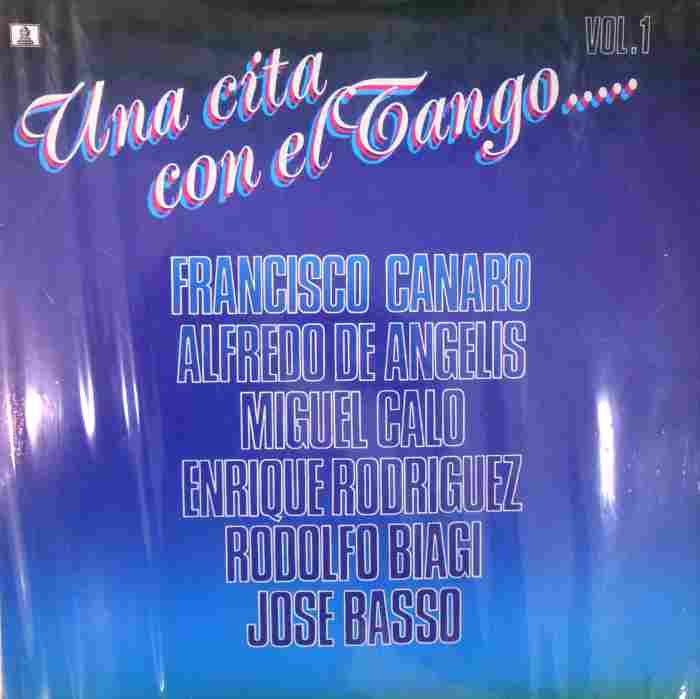 VOL.1
Una cita
con el Tango.....
FRANCISCO CANARO
ALFREDO DE ANGELIS
MIGUEL CALO
ENRIQUE RODRIGUEZ
RODOLFO BIAGI
JOSE BASSO